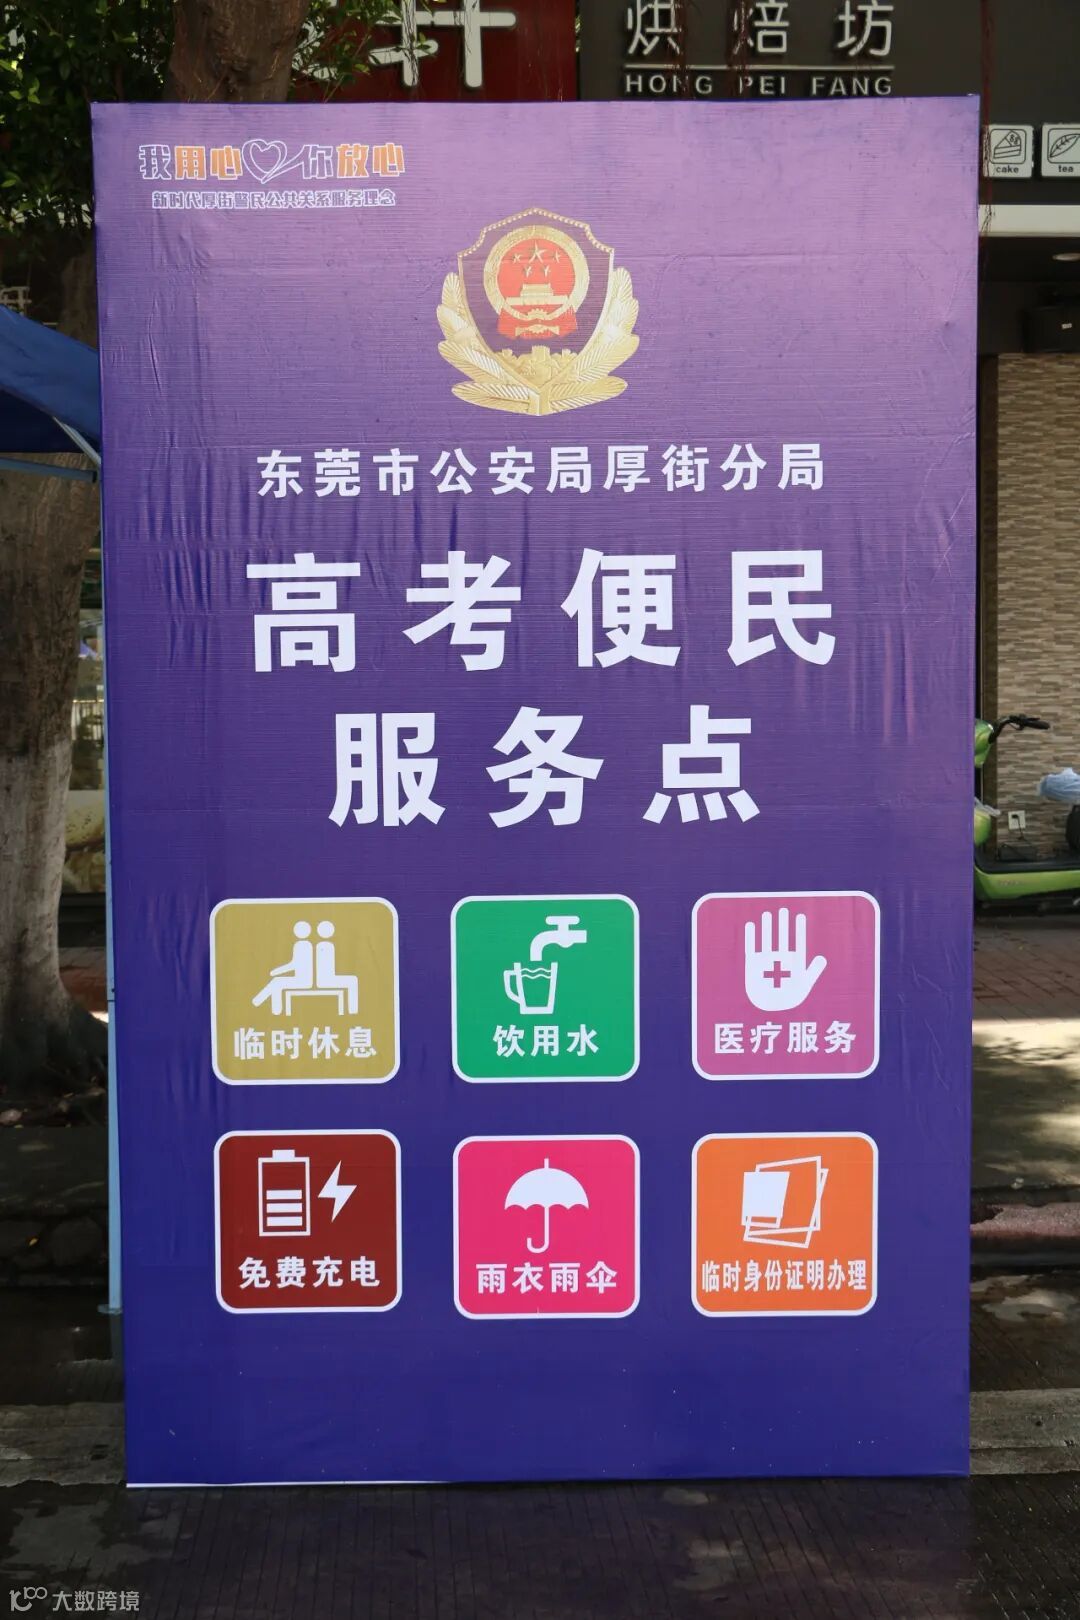 烘焙坊
HONG PEI FANG
cake
tea
我用心你放心
新时代厚街警民公共关系服务理念
东莞市公安局厚街分局
高考便民
服务点
临时休息
饮用水
医疗服务
免费充电
雨衣雨伞
临时身份证明办理
大数跨境